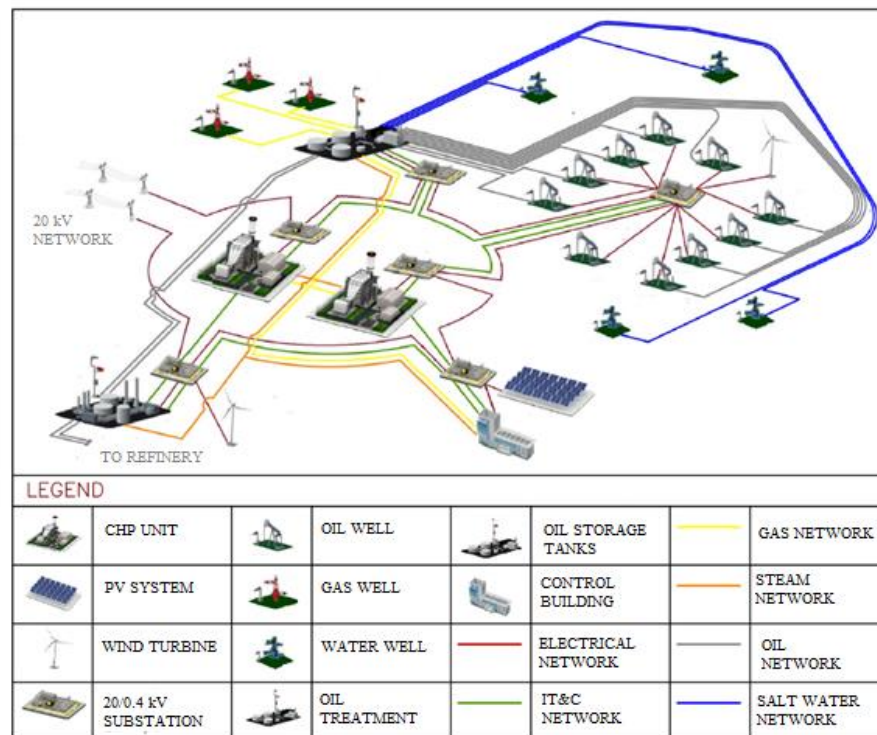 20 kV
NETWORK
TO REFINERY
LEGEND
CHP UNIT
OIL WELL
OIL STORAGE
TANKS
GAS NETWORK
PV SYSTEM
GAS WELL
CONTROL
BUILDING
STEAM
NETWORK
WIND TURBINE
WATER WELL
ELECTRICAL
NETWORK
OIL
NETWORK
20/0.4 kV
SUBSTATION
OIL
TREATMENT
IT&C
NETWORK
SALT WATER
NETWORK